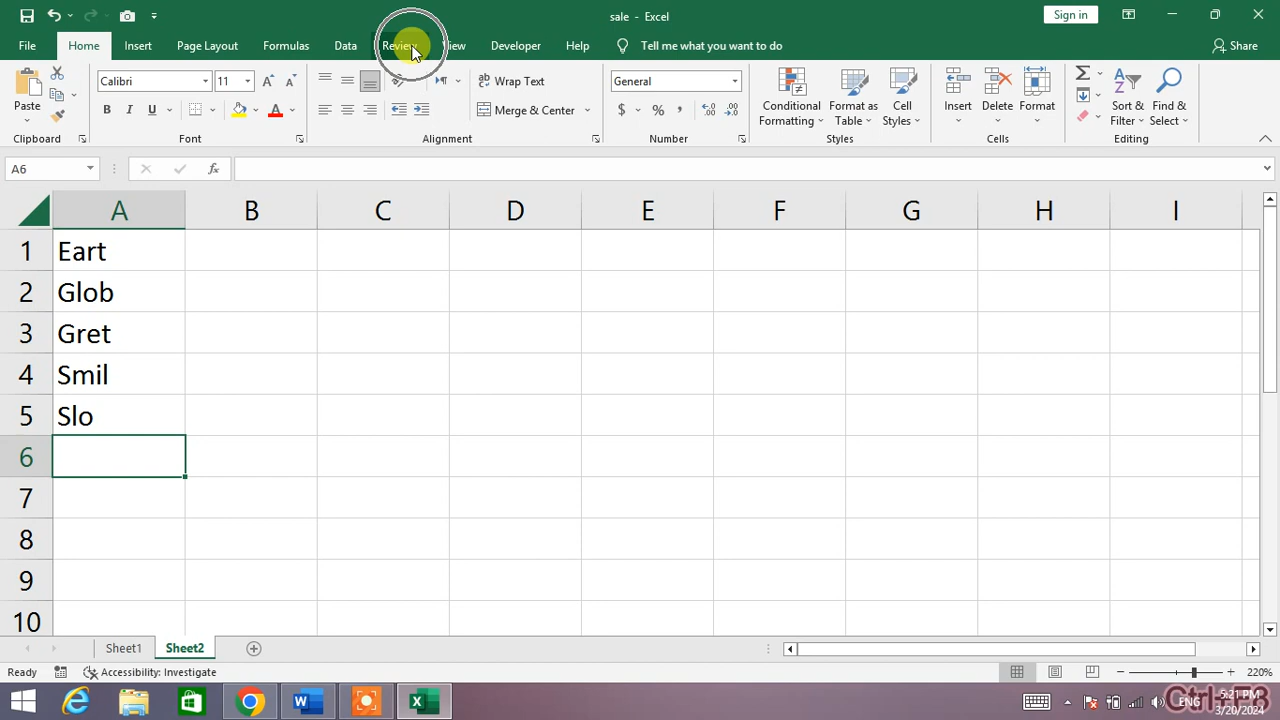 sale - Excel
Sign in
File Home Insert Page Layout Formulas Data Review View Developer Help Tell me what you want to do Share
Paste
Calibri 11
Wrap Text
General
Conditional Formatting
Format as Table
Cell Styles
Insert Delete Format
Sort & Filter
Find & Select
B I U
Merge & Center
$ % ,
Clipboard Font Alignment Number Styles Cells Editing
A6 fx
A B C D E F G H I
1 Eart
2 Glob
3 Gret
4 Smil
5 Slo
6
7
8
9
10
Sheet1 Sheet2
Ready Accessibility: Investigate 220%
ENG 5:21 PM
3/20/2024
Ctrl+F3